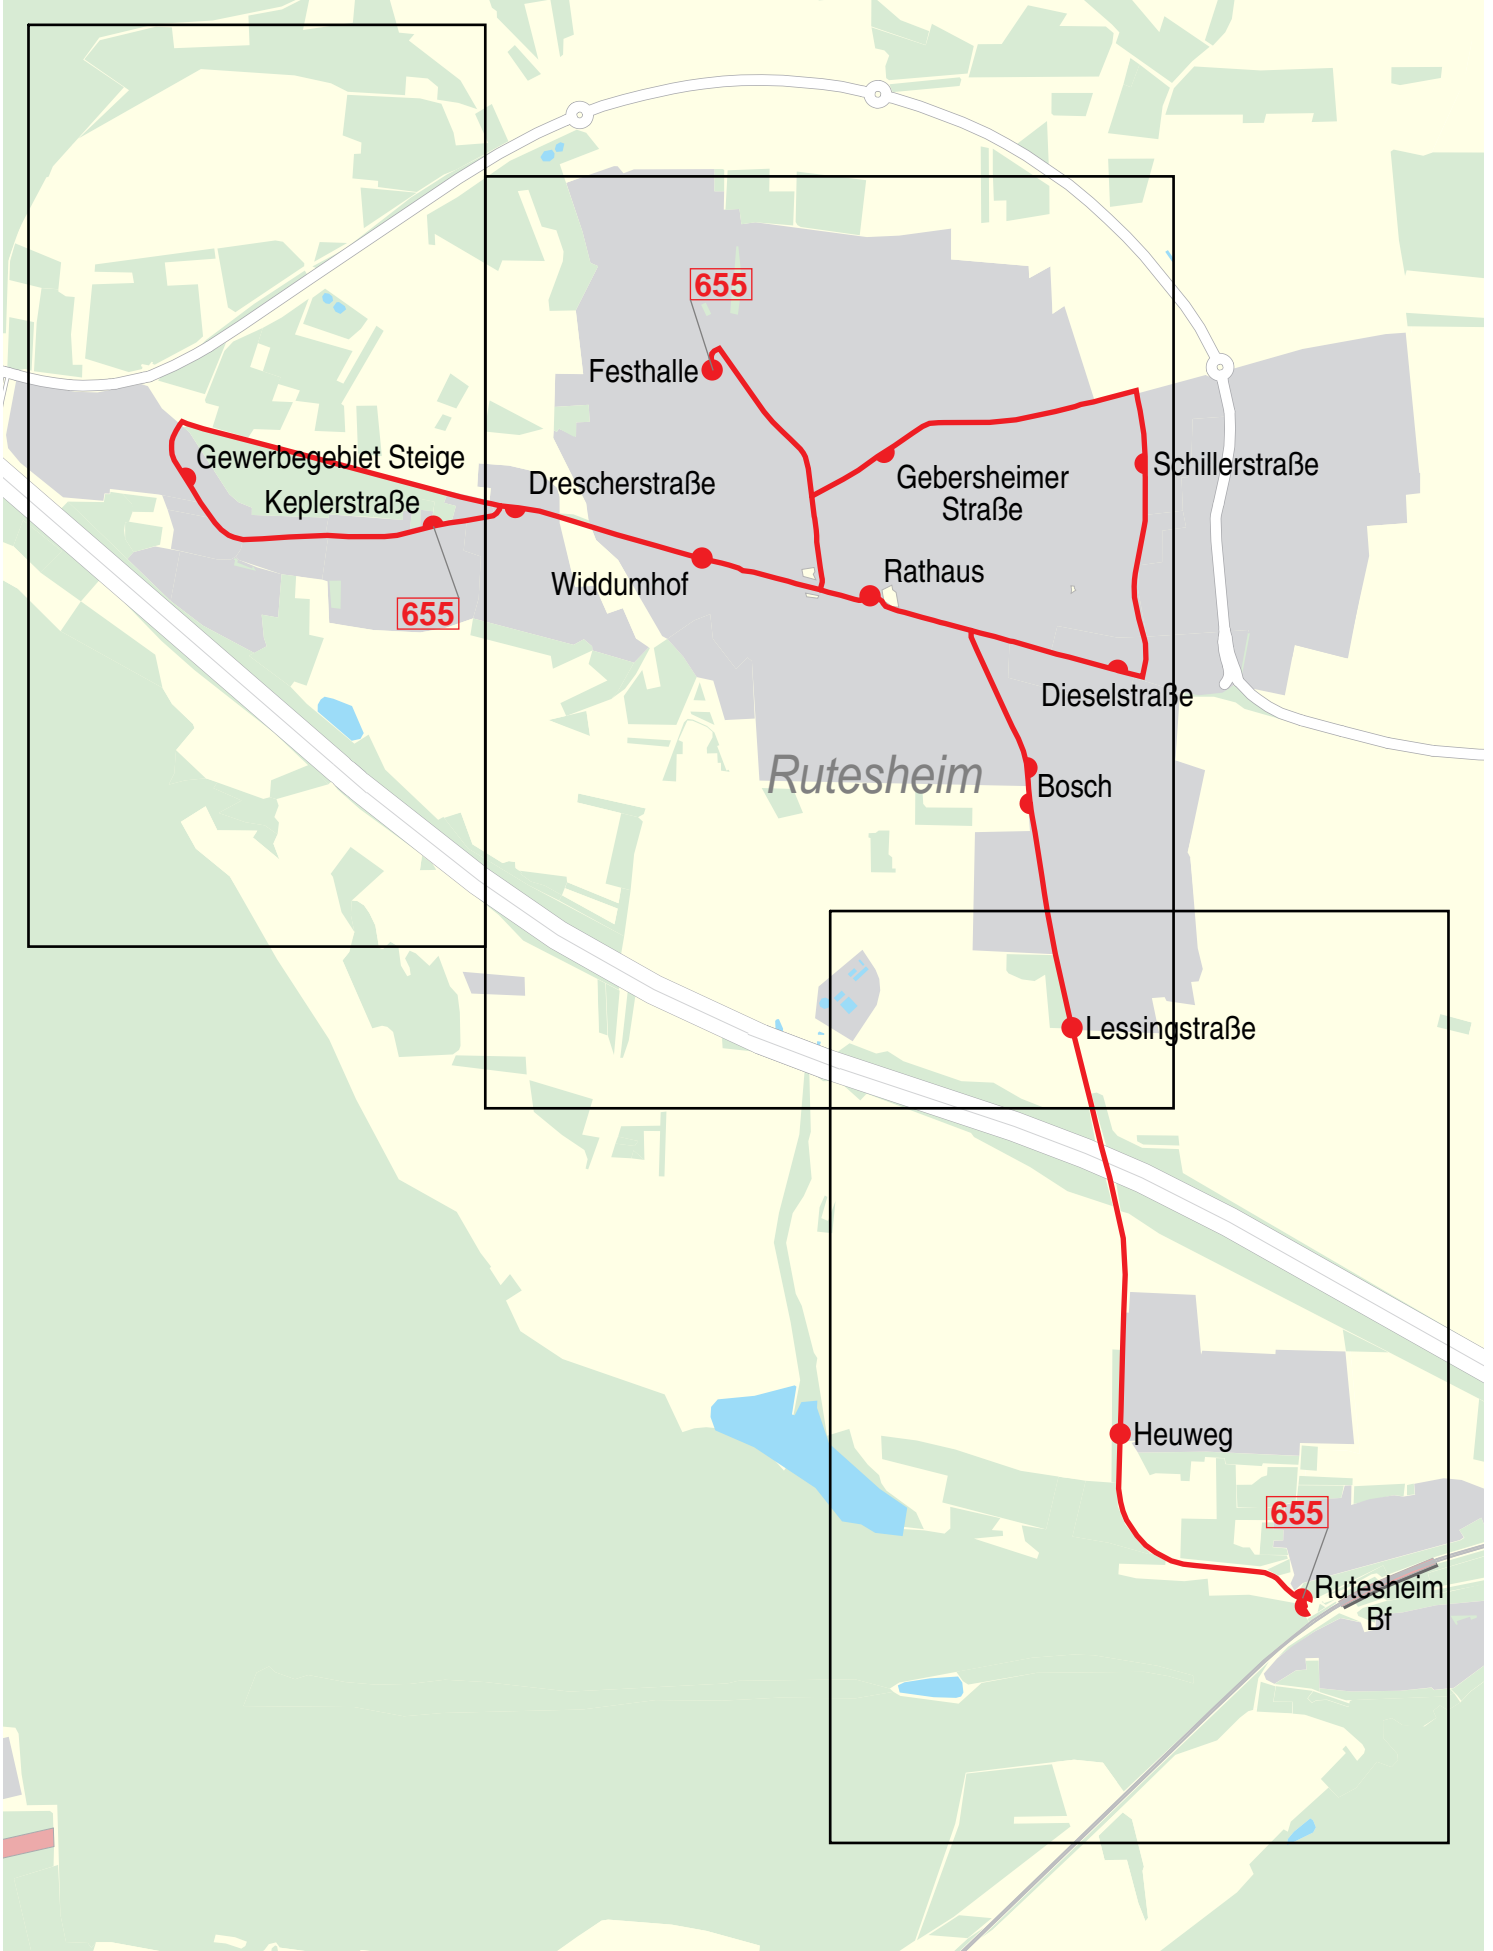 655
Festhalle
Gewerbegebiet Steige
Keplerstraße
Drescherstraße
Gebersheimer
Straße
Schillerstraße
Widdumhof
Rathaus
655
Dieselstraße
Rutesheim
Bosch
Lessingstraße
Heuweg
655
Rutesheim
Bf